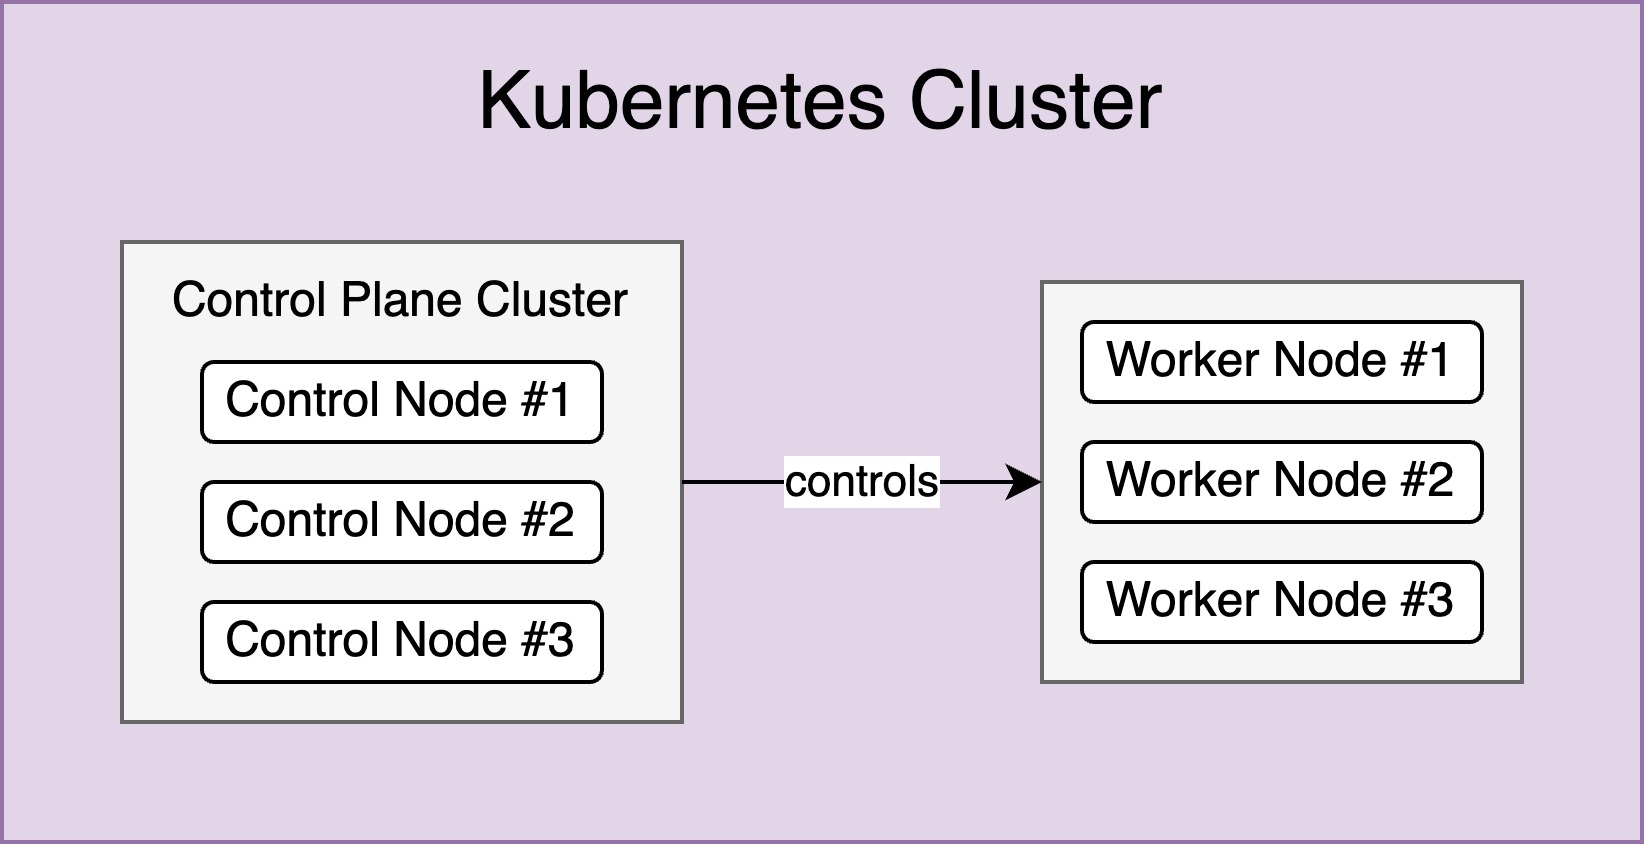 Kubernetes Cluster
Control Plane Cluster
Control Node #1
Control Node #2
Control Node #3
controls
Worker Node #1
Worker Node #2
Worker Node #3